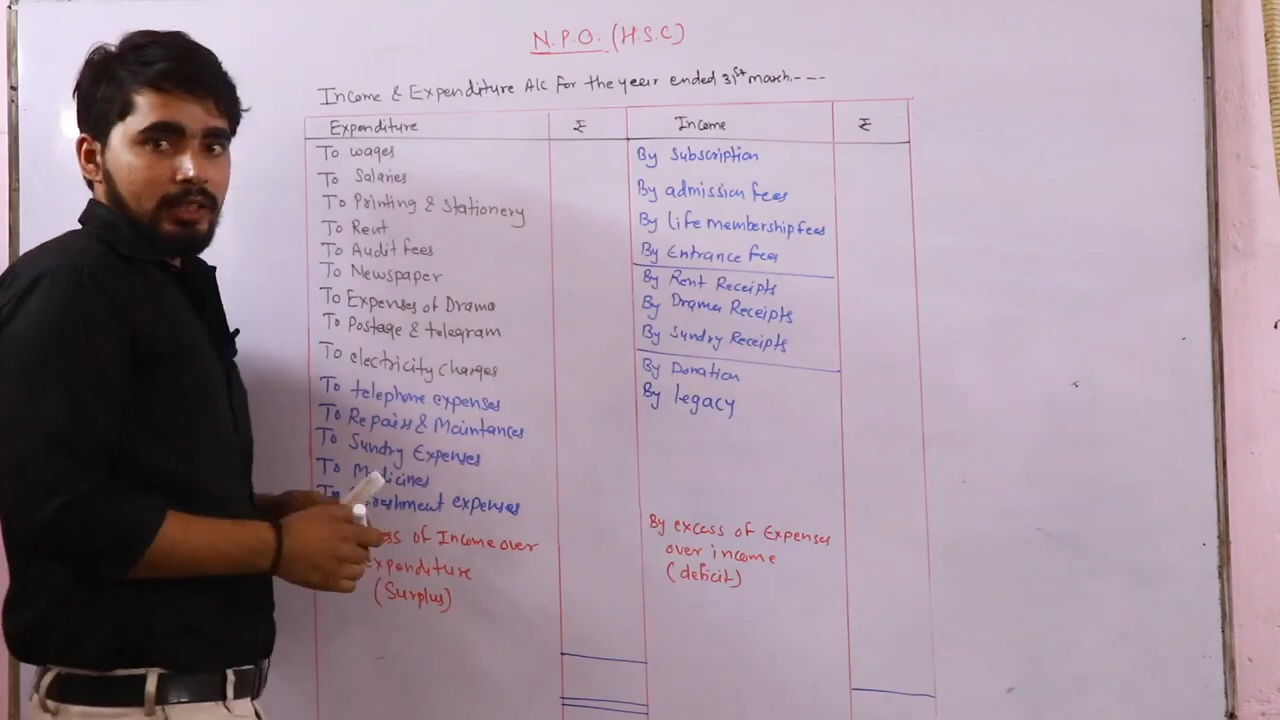 N.P.O. (H.S.C)
Income & Expenditure A/c for the year ended 31st march.---
Expenditure ₹ Income ₹
To wages
To Salaries
To Printing & Stationery
To Rent
To Audit fees
To Newspaper
To Expenses of Drama
To Postage & telegram
To electricity charges
To telephone expenses
To Repairs & Maintances
To Sundry Expenses
To Medicines
To expenses
of Income over
expenditure
(Surplus)
By Subscription
By admission fees
By life membership fees
By Entrance fees
By Rent Receipts
By Drama Receipts
By Sundry Receipts
By Donation
By legacy
By excess of Expenses
over income
(deficit)